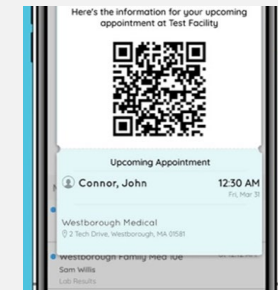 Here's the information for your upcoming
appointment at Test Facility
Upcoming Appointment
Connor, John 12:30 AM
Fri, Mar 31
Westborough Medical
2 Tech Drive, Westborough, MA 01581
Westborough Family Med
Sam Willis
Lab Results